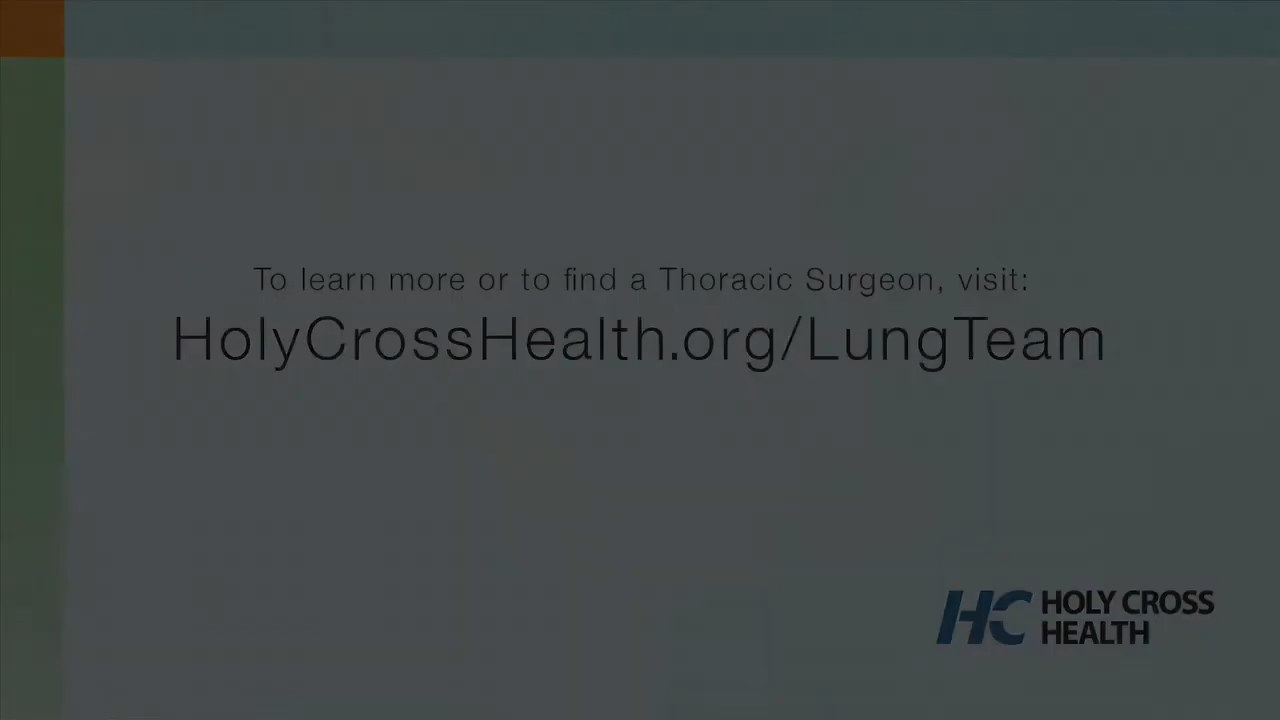 To learn more or to find a Thoracic Surgeon, visit:
HolyCrossHealth.org/LungTeam
HC HOLY CROSS
HEALTH